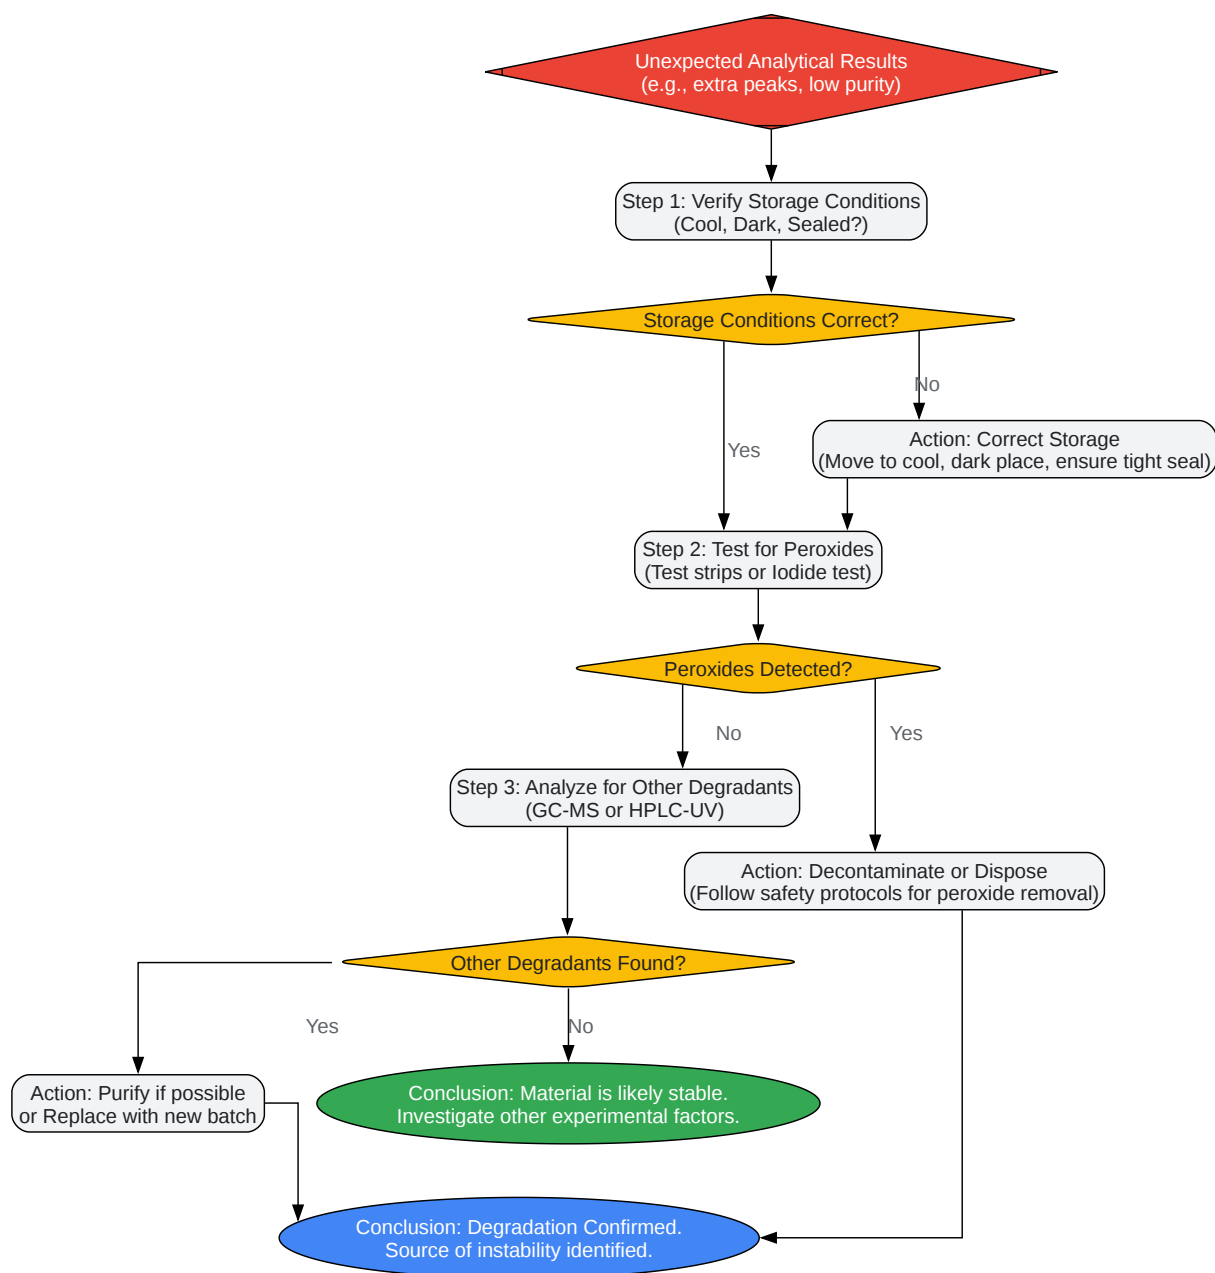 Unexpected Analytical Results
(e.g., extra peaks, low purity)
Step 1: Verify Storage Conditions
(Cool, Dark, Sealed?)
Storage Conditions Correct?
No
Action: Correct Storage
(Move to cool, dark place, ensure tight seal)
Yes
Step 2: Test for Peroxides
(Test strips or Iodide test)
Peroxides Detected?
No
Yes
Step 3: Analyze for Other Degradants
(GC-MS or HPLC-UV)
Action: Decontaminate or Dispose
(Follow safety protocols for peroxide removal)
Other Degradants Found?
Yes
No
Action: Purify if possible
or Replace with new batch
Conclusion: Material is likely stable.
Investigate other experimental factors.
Conclusion: Degradation Confirmed.
Source of instability identified.